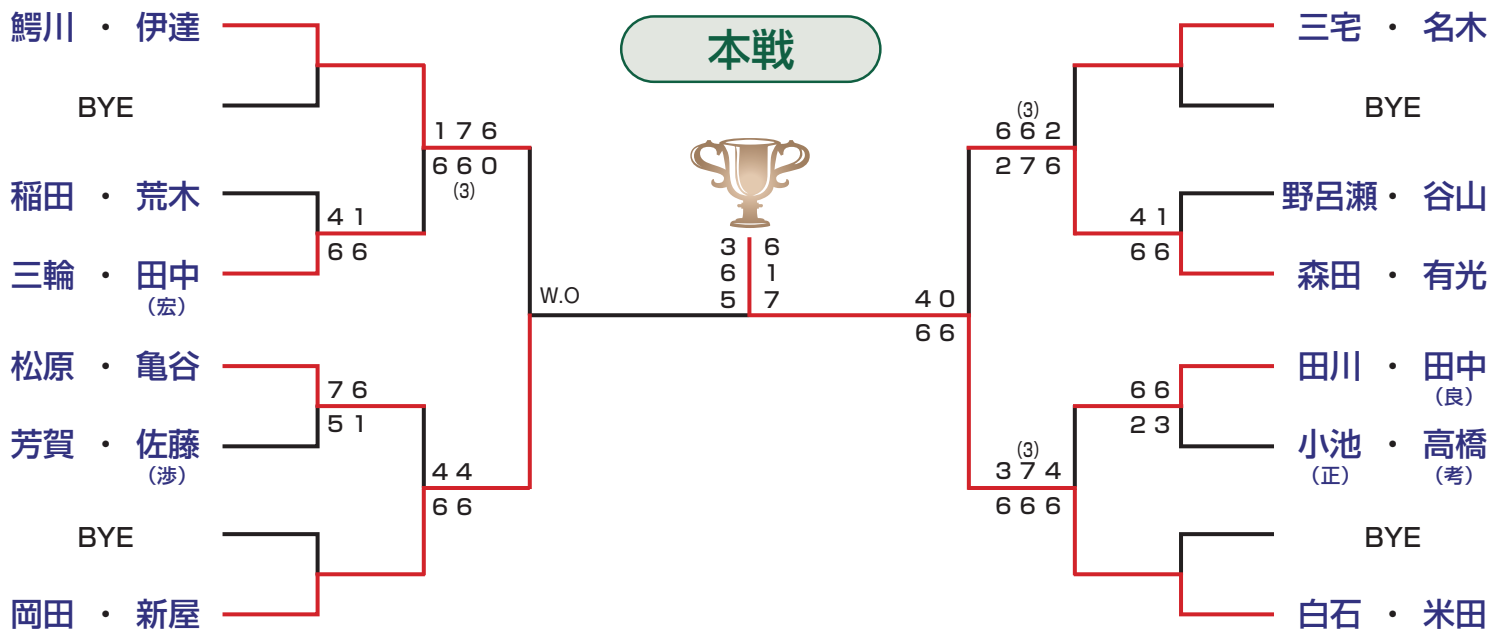 本戦
鰐川 ・ 伊達
BYE
1 7 6
6 6 0
(3)
稲田 ・ 荒木
4 1
6 6
三輪 ・ 田中
(宏)
W.O
松原 ・ 亀谷
7 6
5 1
芳賀 ・ 佐藤
(渉)
4 4
6 6
BYE
岡田 ・ 新屋
3 6
6 1
5 7
三宅 ・ 名木
BYE
(3)
6 6 2
2 7 6
野呂瀬・ 谷山
4 1
6 6
森田 ・ 有光
4 0
6 6
田川 ・ 田中
(良)
6 6
2 3
小池 ・ 高橋
(正) (考)
(3)
3 7 4
6 6 6
BYE
白石 ・ 米田